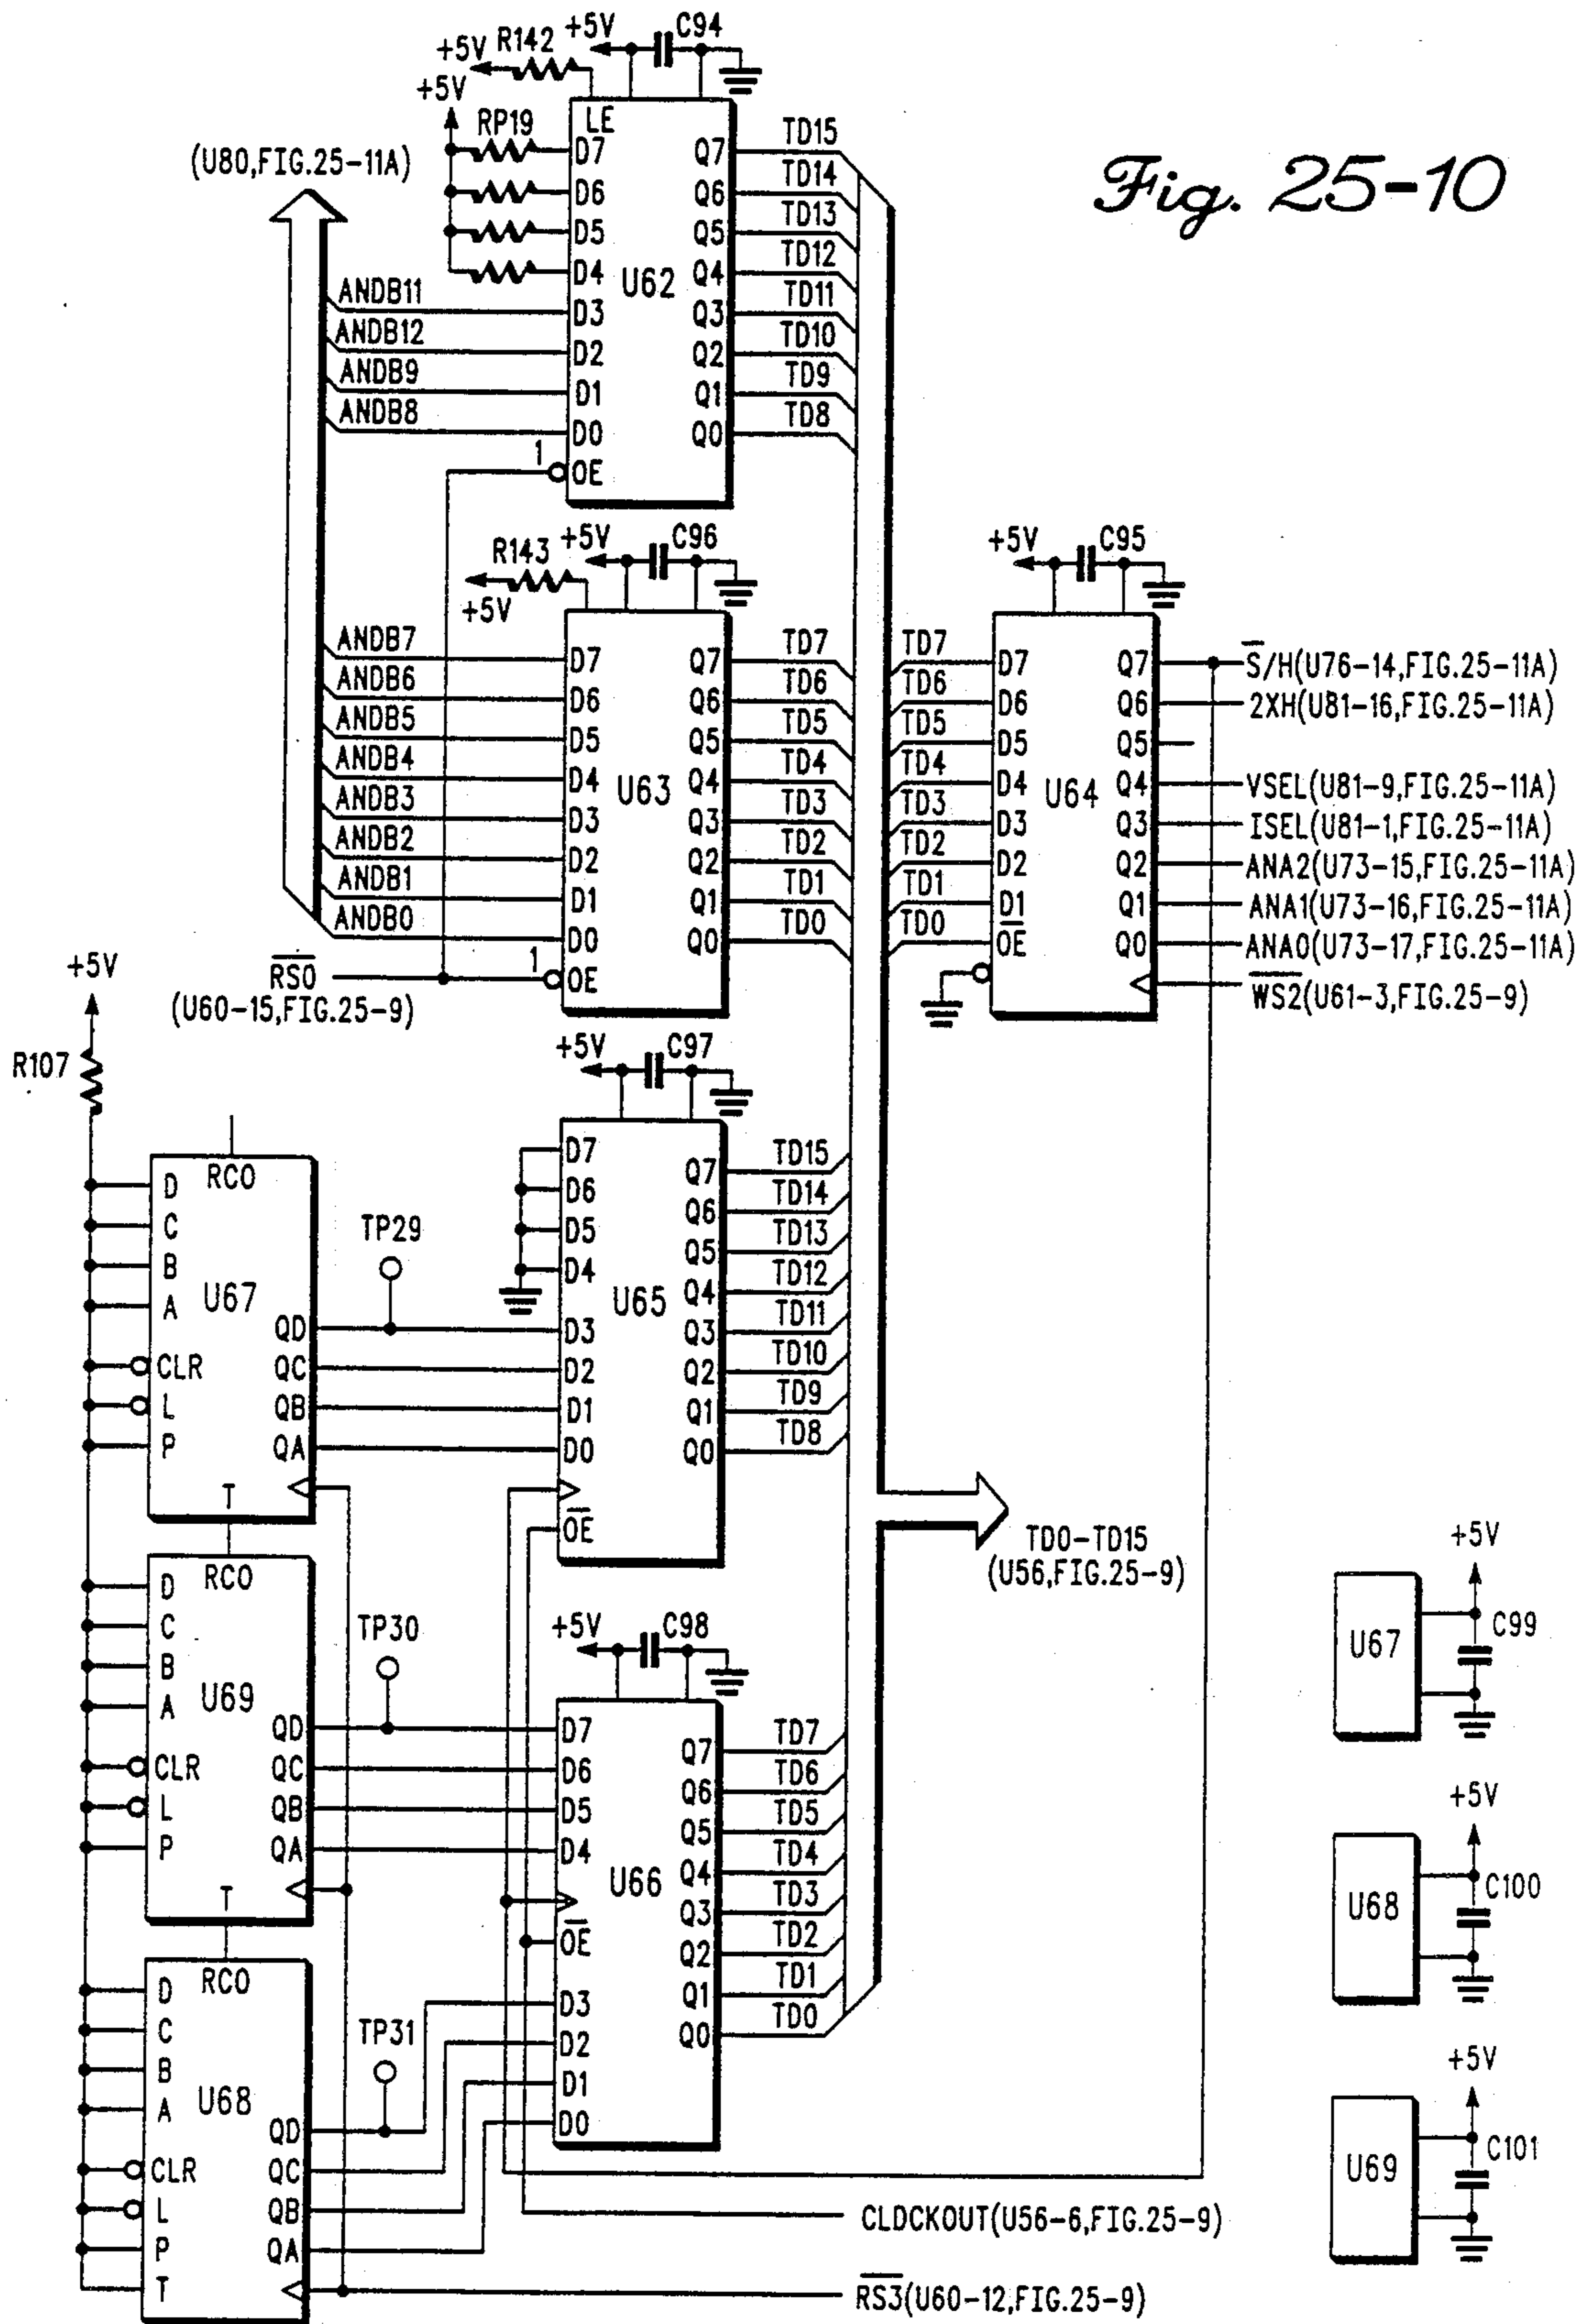 Fig. 25-10
+5V
C94
R142
+5V
+5V
RP19
(U80,FIG.25-11A)
LE
D7
D6
D5
D4
D3
D2
D1
D0
OE
1
U62
Q7
Q6
Q5
Q4
Q3
Q2
Q1
Q0
TD15
TD14
TD13
TD12
TD11
TD10
TD9
TD8
ANDB11
ANDB12
ANDB9
ANDB8
R143
+5V
C96
+5V
ANDB7
ANDB6
ANDB5
ANDB4
ANDB3
ANDB2
ANDB1
ANDB0
D7
D6
D5
D4
D3
D2
D1
D0
1
OE
U63
Q7
Q6
Q5
Q4
Q3
Q2
Q1
Q0
TD7
TD6
TD5
TD4
TD3
TD2
TD1
TD0
RS0
(U60-15,FIG.25-9)
+5V
C95
TD7
TD6
TD5
TD4
TD3
TD2
TD1
TD0
D7
D6
D5
D4
D3
D2
D1
OE
U64
Q7
Q6
Q5
Q4
Q3
Q2
Q1
Q0
S/H(U76-14,FIG.25-11A)
2XH(U81-16,FIG.25-11A)
VSEL(U81-9,FIG.25-11A)
ISEL(U81-1,FIG.25-11A)
ANA2(U73-15,FIG.25-11A)
ANA1(U73-16,FIG.25-11A)
ANA0(U73-17,FIG.25-11A)
WS2(U61-3,FIG.25-9)
+5V
R107
RCO
D
C
B
A
CLR
L
P
T
U67
QD
QC
QB
QA
TP29
+5V
C97
D7
D6
D5
D4
D3
D2
D1
D0
OE
U65
Q7
Q6
Q5
Q4
Q3
Q2
Q1
Q0
TD15
TD14
TD13
TD12
TD11
TD10
TD9
TD8
TD0-TD15
(U56,FIG.25-9)
RCO
D
C
B
A
CLR
L
P
T
U69
QD
QC
QB
QA
TP30
+5V
C98
D7
D6
D5
D4
OE
D3
D2
D1
D0
U66
Q7
Q6
Q5
Q4
Q3
Q2
Q1
Q0
TD7
TD6
TD5
TD4
TD3
TD2
TD1
TD0
RCO
D
C
B
A
CLR
L
P
T
U68
QD
QC
QB
QA
TP31
CLDCKOUT(U56-6,FIG.25-9)
RS3(U60-12,FIG.25-9)
+5V
U67
C99
+5V
U68
C100
+5V
U69
C101